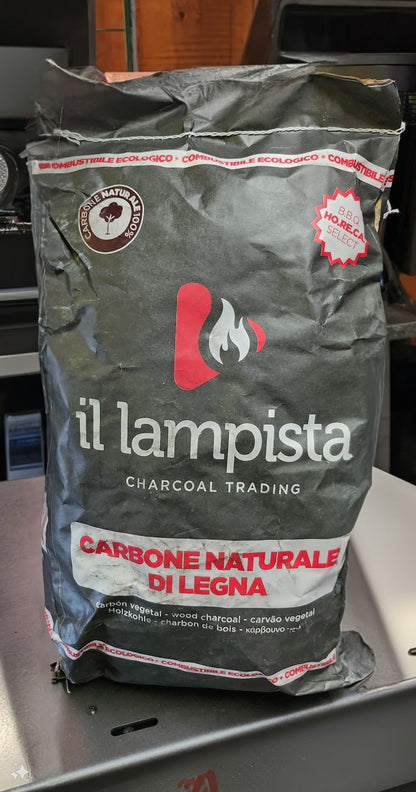 COMBUSTIBILE ECOLOGICO • COMBUSTIBILE ECOLOGICO • COMBUSTIBILE
CARBONE NATURALE 100%
B.B.Q.
HO.RE.CA
SELECT
il lampista
CHARCOAL TRADING
CARBONE NATURALE
DI LEGNA
carbón vegetal - wood charcoal - carvão vegetal
Holzkohle - charbon de bois - κάρβουνο
COMBUSTIBILE ECOLOGICO • COMBUSTIBILE ECOLOGICO • COMBUSTIBILE ECOLOGICO